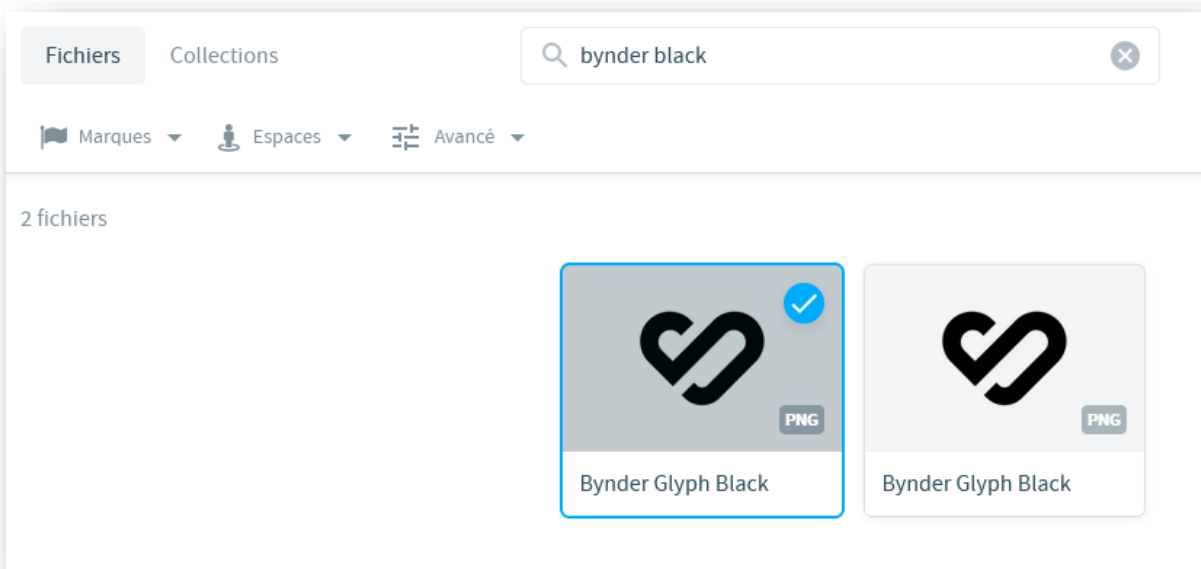 Fichiers Collections bynder black
Marques Espaces Avancé
2 fichiers
PNG PNG
Bynder Glyph Black Bynder Glyph Black